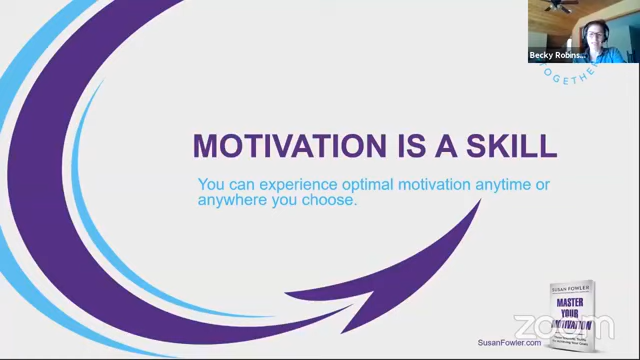 Becky Robins...
TOGETHER
MOTIVATION IS A SKILL
You can experience optimal motivation anytime or
anywhere you choose.
SUSAN FOWLER
MASTER
YOUR
MOTIVATION
zoom
SusanFowler.com